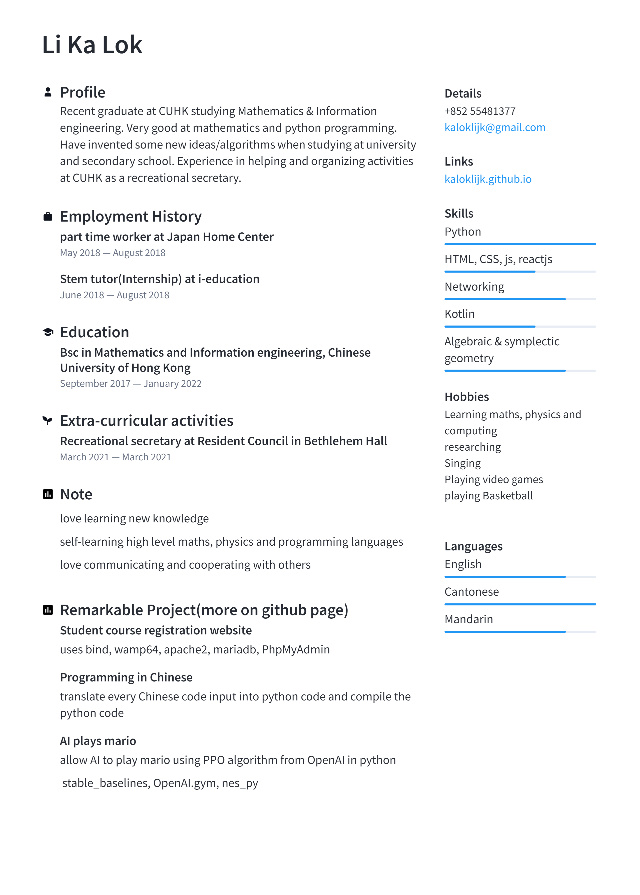 Li Ka Lok
Profile
Recent graduate at CUHK studying Mathematics & Information
engineering. Very good at mathematics and python programming.
Have invented some new ideas/algorithms when studying at university
and secondary school. Experience in helping and organizing activities
at CUHK as a recreational secretary.
Employment History
part time worker at Japan Home Center
May 2018 — August 2018
Stem tutor(Internship) at i-education
June 2018 — August 2018
Education
Bsc in Mathematics and Information engineering, Chinese
University of Hong Kong
September 2017 — January 2022
Extra-curricular activities
Recreational secretary at Resident Council in Bethlehem Hall
March 2021 — March 2021
Note
love learning new knowledge
self-learning high level maths, physics and programming languages
love communicating and cooperating with others
Remarkable Project(more on github page)
Student course registration website
uses bind, wamp64, apache2, mariadb, PhpMyAdmin
Programming in Chinese
translate every Chinese code input into python code and compile the
python code
AI plays mario
allow AI to play mario using PPO algorithm from OpenAI in python
stable_baselines, OpenAI.gym, nes_py
Details
+852 55481377
kaloklijk@gmail.com
Links
kaloklijk.github.io
Skills
Python
HTML, CSS, js, reactjs
Networking
Kotlin
Algebraic & symplectic
geometry
Hobbies
Learning maths, physics and
computing
researching
Singing
Playing video games
playing Basketball
Languages
English
Cantonese
Mandarin